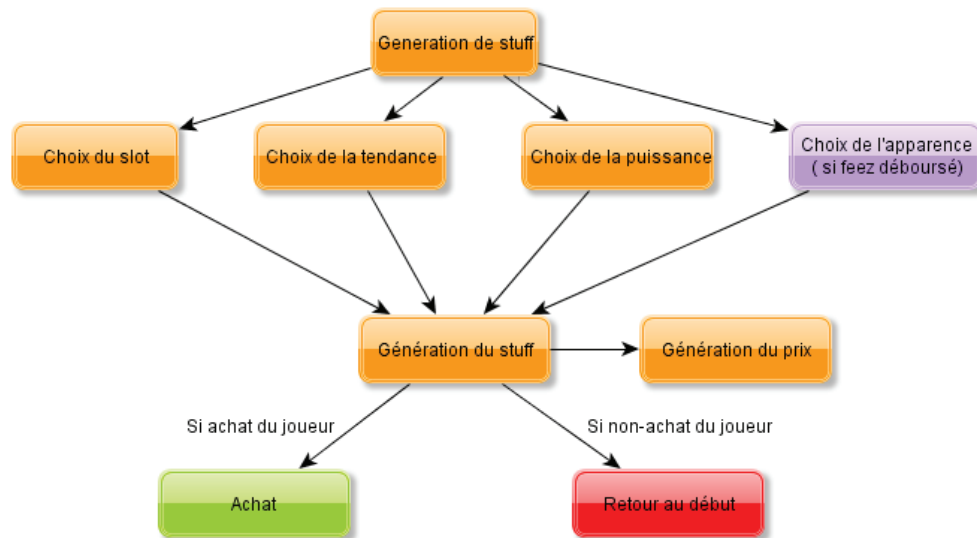 Generation de stuff
Choix du slot
Choix de la tendance
Choix de la puissance
Choix de l'apparence
( si feez déboursé)
Génération du stuff
Génération du prix
Si achat du joueur
Si non-achat du joueur
Achat
Retour au début